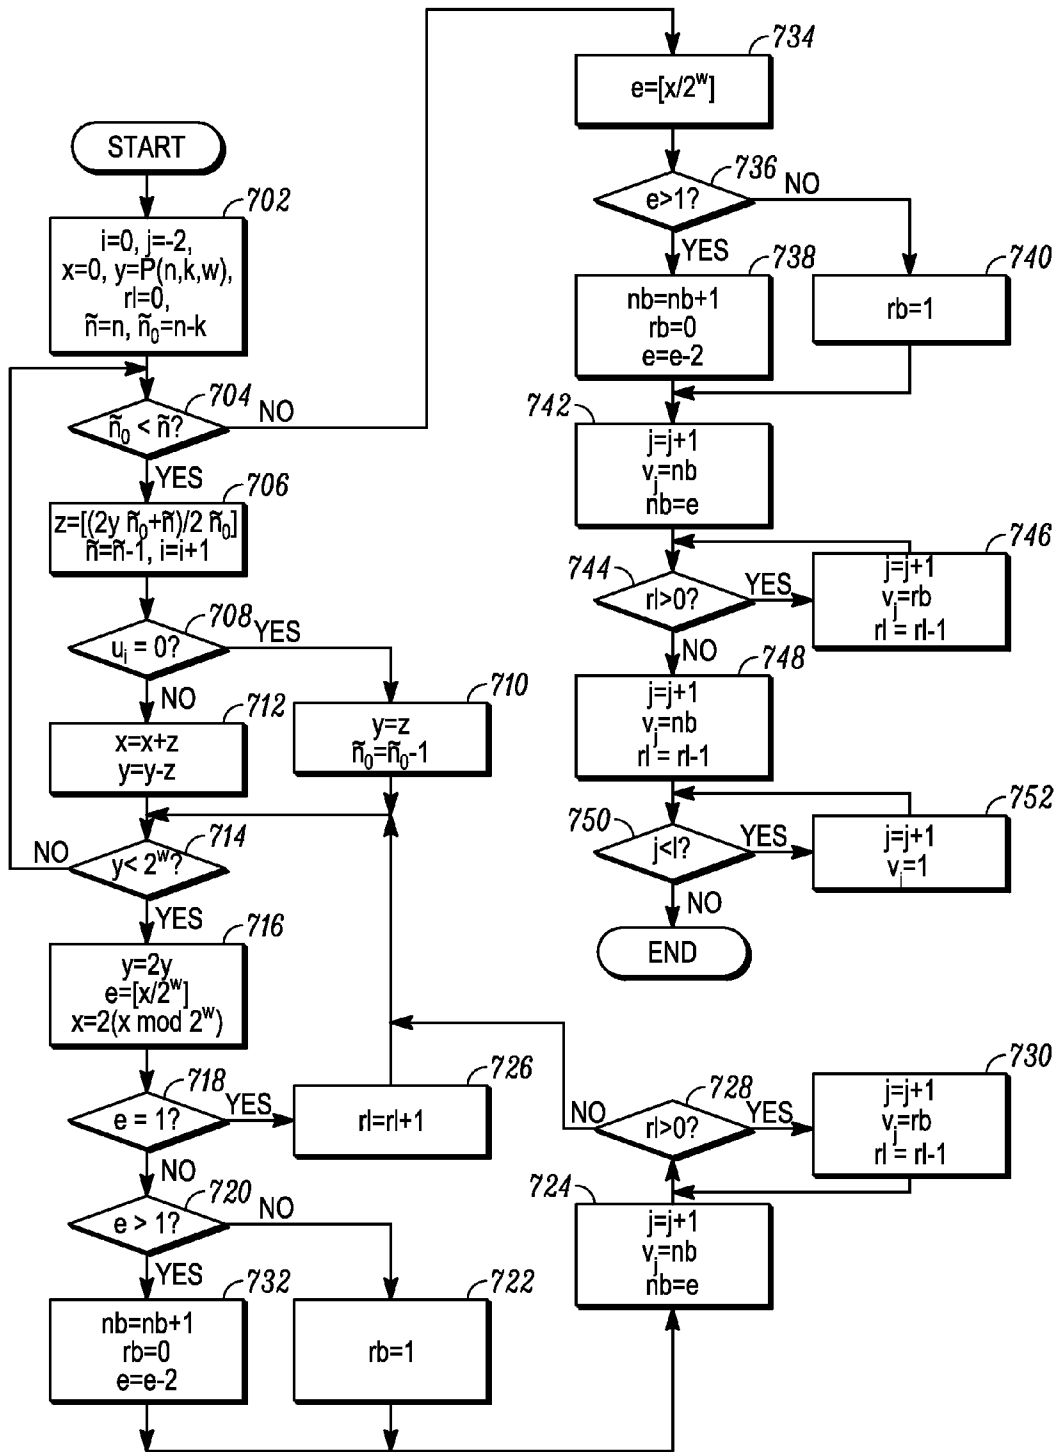 START
702
i=0, j=-2,
x=0, y=P(n,k,w),
rl=0,
ñ=n, ñ₀=n-k
704
ñ₀ < ñ?
NO
YES
706
z=[(2y ñ₀+ñ)/2 ñ₀]
ñ=ñ-1, i=i+1
708
uᵢ = 0?
YES
NO
710
y=z
ñ₀=ñ₀-1
712
x=x+z
y=y-z
714
y< 2ʷ?
NO
YES
716
y=2y
e=[x/2ʷ]
x=2(x mod 2ʷ)
718
e = 1?
YES
NO
726
rl=rl+1
720
e > 1?
NO
YES
732
nb=nb+1
rb=0
e=e-2
722
rb=1
724
j=j+1
vⱼ=nb
nb=e
728
rl>0?
NO
YES
730
j=j+1
vⱼ=rb
rl = rl-1
734
e=[x/2ʷ]
736
e>1?
NO
YES
738
nb=nb+1
rb=0
e=e-2
740
rb=1
742
j=j+1
vⱼ=nb
nb=e
744
rl>0?
YES
NO
746
j=j+1
vⱼ=rb
rl = rl-1
748
j=j+1
vⱼ=nb
rl = rl-1
750
j<l?
YES
NO
752
j=j+1
vⱼ=1
END